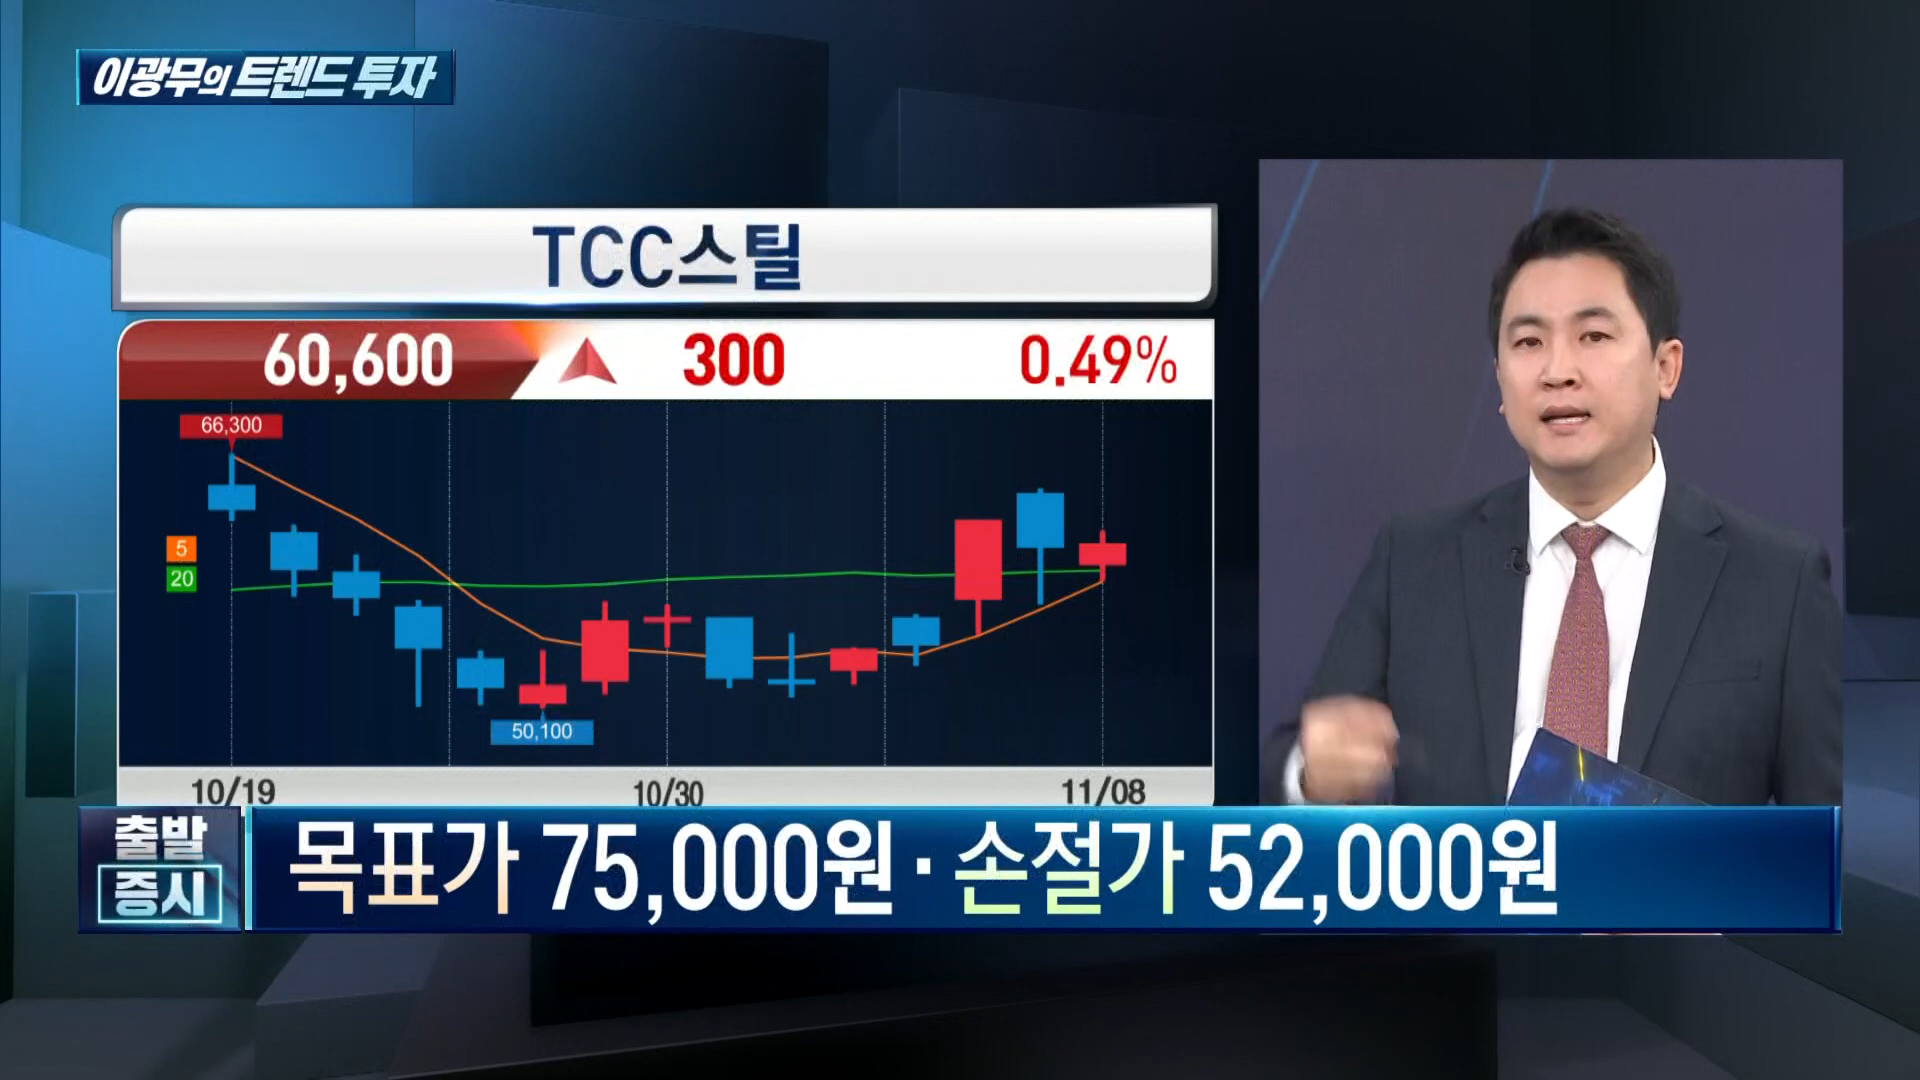 이광무의 트렌드 투자
TCC스틸
60,600 300 0.49%
66,300
5
20
50,100
10/19 10/30 11/08
출발
증시
목표가 75,000원 · 손절가 52,000원